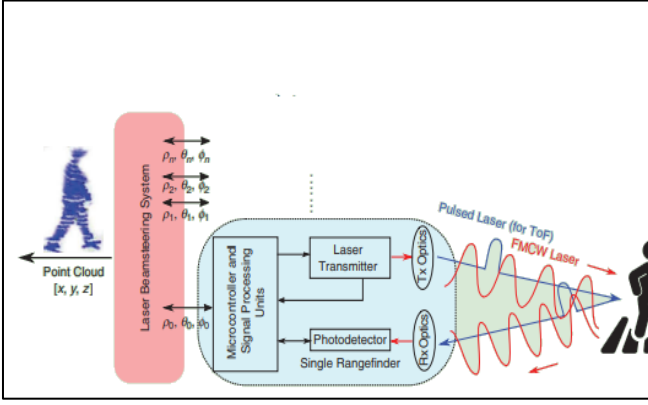 ρn, θn, ϕn
ρ2, θ2, ϕ2
ρ1, θ1, ϕ1
ρ0, θ0, ϕ0
Laser Beamsteering System
Point Cloud
[x, y, z]
Microcontroller and
Signal Processing
Units
Laser
Transmitter
Photodetector
Single Rangefinder
Tx Optics
Rx Optics
Pulsed Laser (for ToF)
FMCW Laser